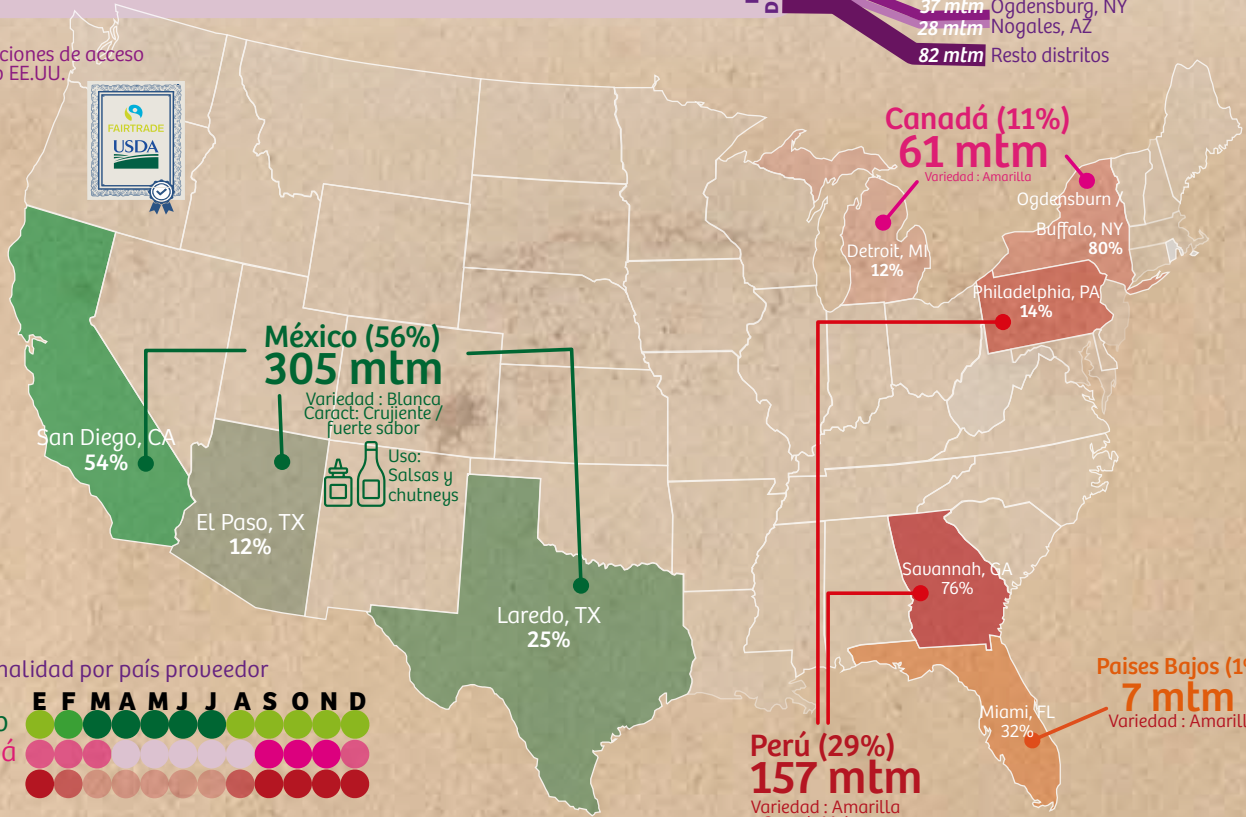 37 mtm Ogdensburg, NY
28 mtm Nogales, AZ
82 mtm Resto distritos
ciones de acceso
EE.UU.
FAIRTRADE
USDA
Canadá (11%)
61 mtm
Variedad : Amarilla
Ogdensburn /
Buffalo, NY
80%
Detroit, MI
12%
Philadelphia, PA
14%
México (56%)
305 mtm
Variedad : Blanca
Caract: Crujiente /
fuerte sabor
Uso:
Salsas y
chutneys
San Diego, CA
54%
El Paso, TX
12%
Laredo, TX
25%
Savannah, GA
76%
Paises Bajos (1%
7 mtm
Variedad : Amarill
Miami, FL
32%
Perú (29%)
157 mtm
Variedad : Amarilla
nalidad por país proveedor
E F M A M J J A S O N D
o
á